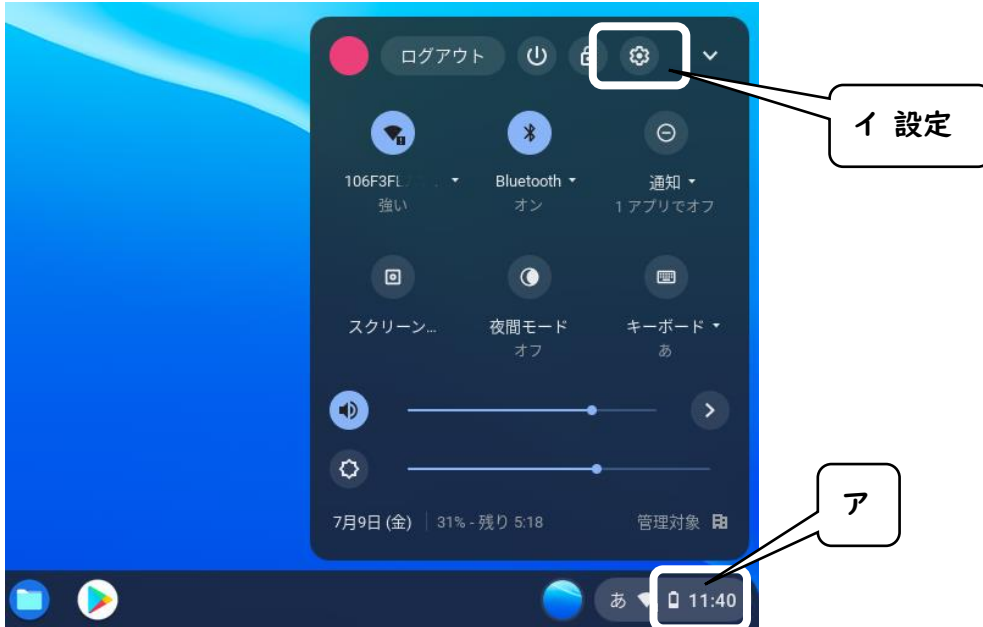 ログアウト
イ 設定
106F3FL
強い
Bluetooth
オン
通知
1 アプリでオフ
スクリーン...
夜間モード
オフ
キーボード
あ
7月9日 (金)
31% - 残り 5:18
管理対象
ア
あ
11:40